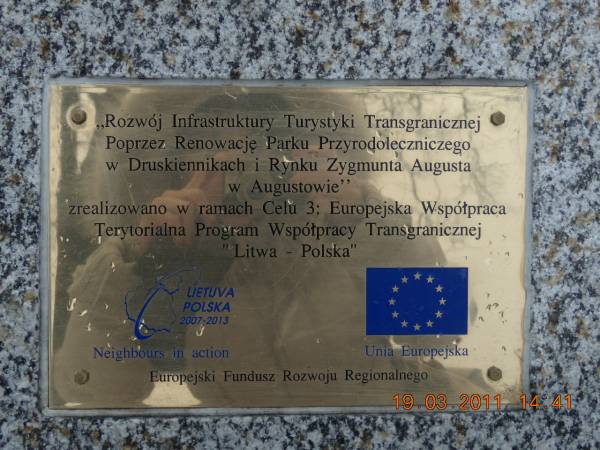 ,,Rozwój Infrastruktury Turystyki Transgranicznej
Poprzez Renowację Parku Przyrodoleczniczego
w Druskiennikach i Rynku Zygmunta Augusta
w Augustowie’’
zrealizowano w ramach Celu 3: Europejska Współpraca
Terytorialna Program Współpracy Transgranicznej
"Litwa - Polska"
LIETUVA
POLSKA
2007-2013
Neighbours in action
Unia Europejska
Europejski Fundusz Rozwoju Regionalnego
19.03.2011 14:41